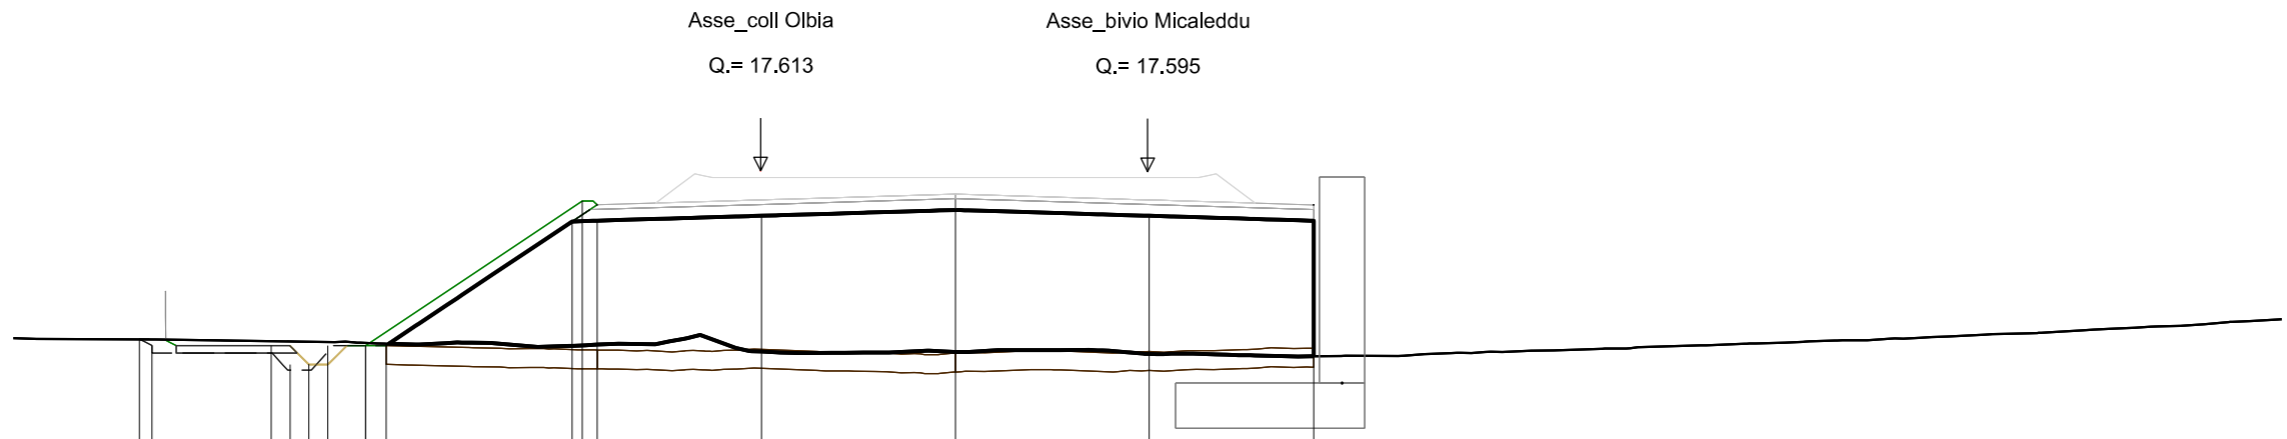 Asse_coll Olbia
Q.= 17.613
Asse_bivio Micaleddu
Q.= 17.595